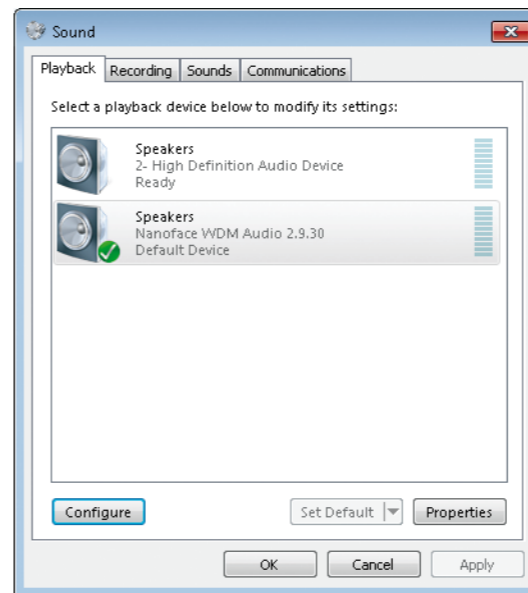 Sound
Playback Recording Sounds Communications
Select a playback device below to modify its settings:
Speakers
2- High Definition Audio Device
Ready
Speakers
Nanoface WDM Audio 2.9.30
Default Device
Configure Set Default Properties
OK Cancel Apply